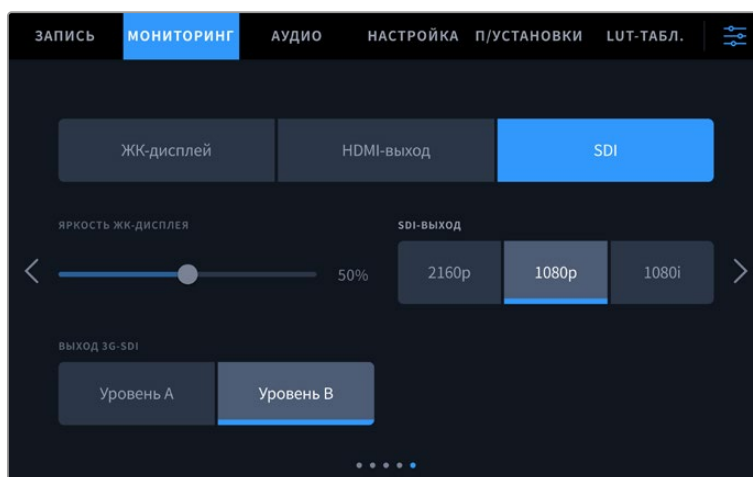 ЗАПИСЬ МОНИТОРИНГ АУДИО НАСТРОЙКА П/УСТАНОВКИ LUT-ТАБЛ.
ЖК-дисплей HDMI-выход SDI
ЯРКОСТЬ ЖК-ДИСПЛЕЯ SDI-ВЫХОД
50% 2160p 1080p 1080i
ВЫХОД 3G-SDI
Уровень A Уровень B